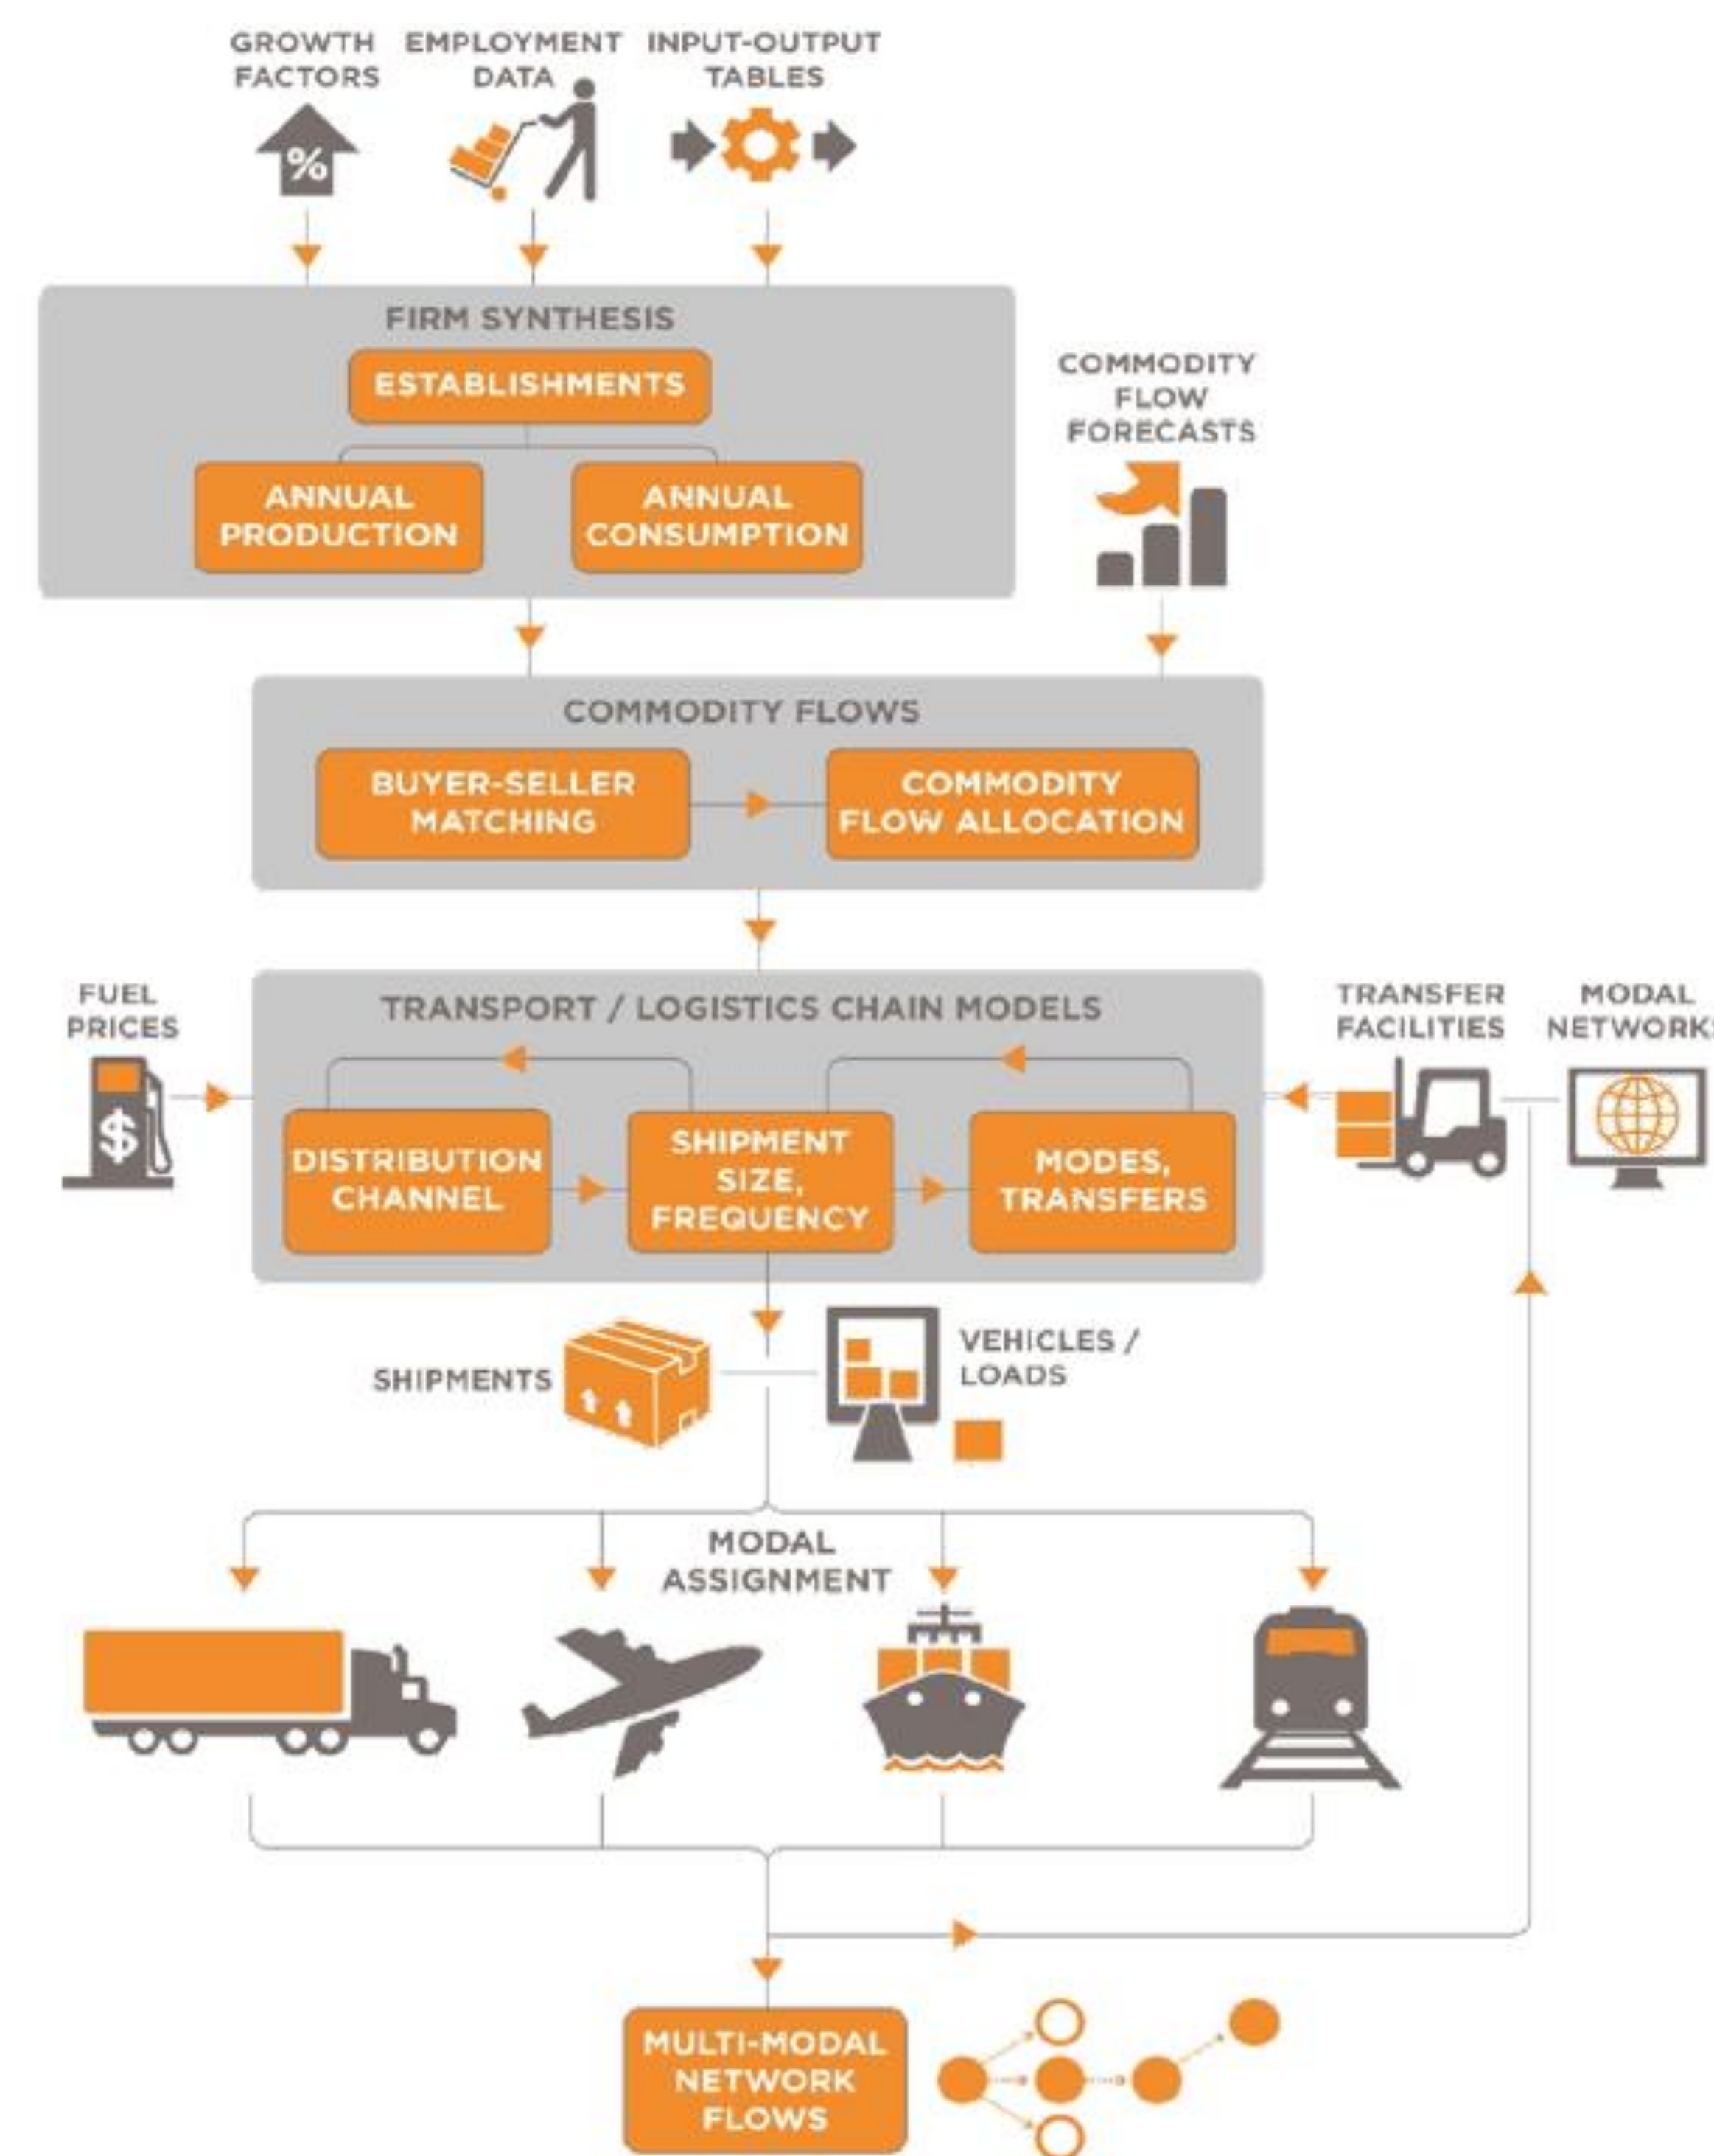 GROWTH
FACTORS
EMPLOYMENT
DATA
INPUT-OUTPUT
TABLES
%
FIRM SYNTHESIS
ESTABLISHMENTS
ANNUAL
PRODUCTION
ANNUAL
CONSUMPTION
COMMODITY
FLOW
FORECASTS
COMMODITY FLOWS
BUYER-SELLER
MATCHING
COMMODITY
FLOW ALLOCATION
FUEL
PRICES
$
TRANSPORT / LOGISTICS CHAIN MODELS
DISTRIBUTION
CHANNEL
SHIPMENT
SIZE,
FREQUENCY
MODES,
TRANSFERS
TRANSFER
FACILITIES
MODAL
NETWORKS
SHIPMENTS
VEHICLES /
LOADS
MODAL
ASSIGNMENT
MULTI-MODAL
NETWORK
FLOWS